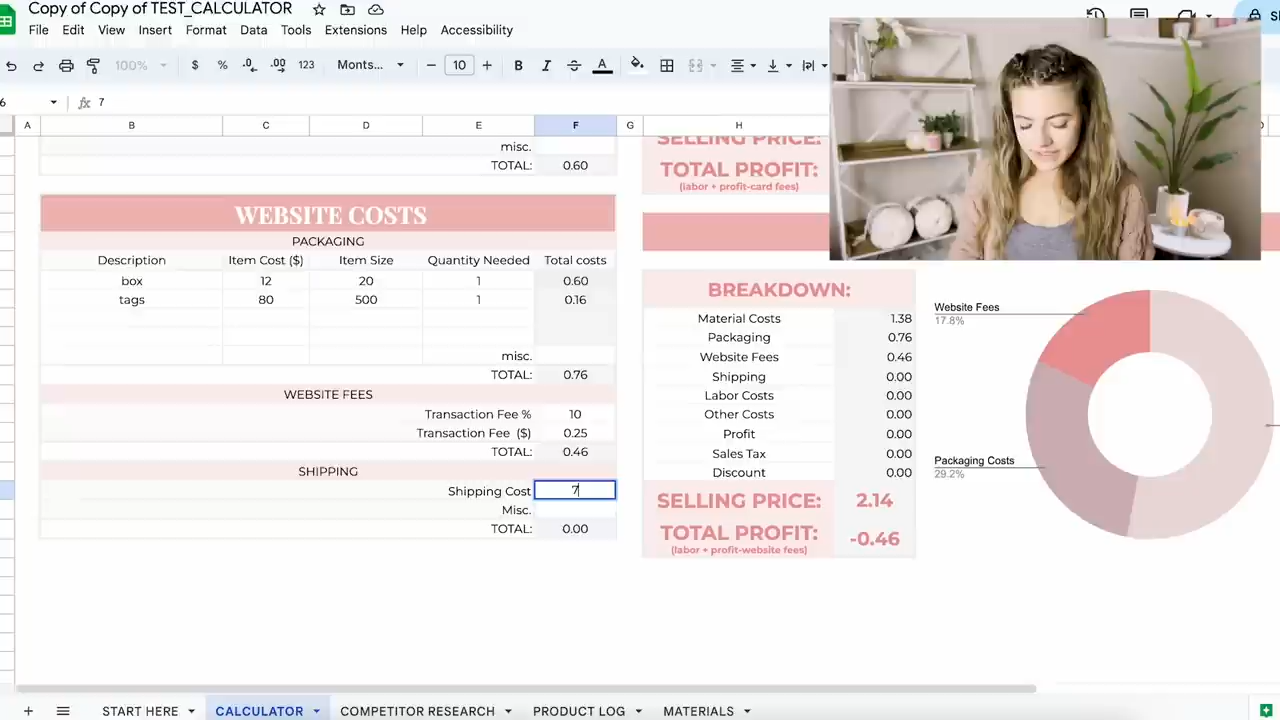 Copy of Copy of TEST_CALCULATOR
File Edit View Insert Format Data Tools Extensions Help Accessibility
100% $ % .0 .00 123 Monts... 10 B I A
fx 7
A B C D E F G H
misc.
TOTAL: 0.60
SELLING PRICE:
TOTAL PROFIT:
(labor + profit-card fees)
WEBSITE COSTS
PACKAGING
Description Item Cost ($) Item Size Quantity Needed Total costs
box 12 20 1 0.60
tags 80 500 1 0.16
misc.
TOTAL: 0.76
WEBSITE FEES
Transaction Fee % 10
Transaction Fee ($) 0.25
TOTAL: 0.46
SHIPPING
Shipping Cost 7
Misc.
TOTAL: 0.00
BREAKDOWN:
Material Costs 1.38
Packaging 0.76
Website Fees 0.46
Shipping 0.00
Labor Costs 0.00
Other Costs 0.00
Profit 0.00
Sales Tax 0.00
Discount 0.00
SELLING PRICE: 2.14
TOTAL PROFIT: -0.46
(labor + profit-website fees)
Website Fees
17.8%
Packaging Costs
29.2%
START HERE CALCULATOR COMPETITOR RESEARCH PRODUCT LOG MATERIALS